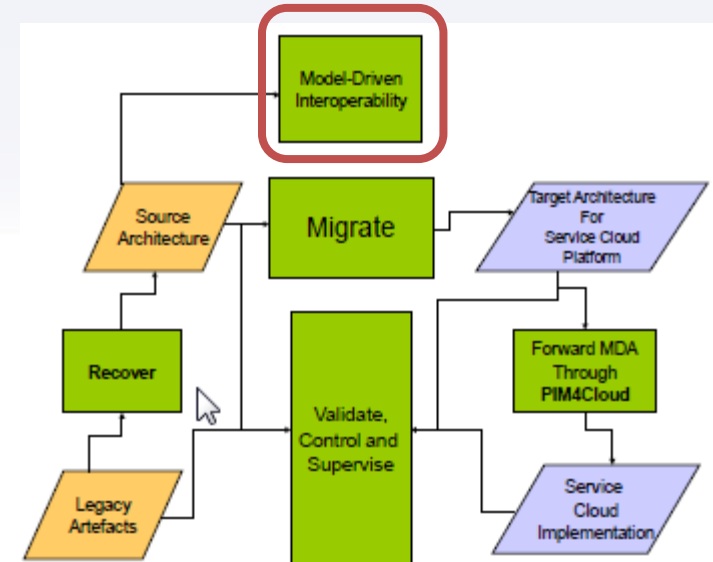 Model-Driven
Interoperability
Source
Architecture
Migrate
Target Architecture
For
Service Cloud
Platform
Recover
Validate,
Control and
Supervise
Forward MDA
Through
PIM4Cloud
Legacy
Artefacts
Service
Cloud
Implementation